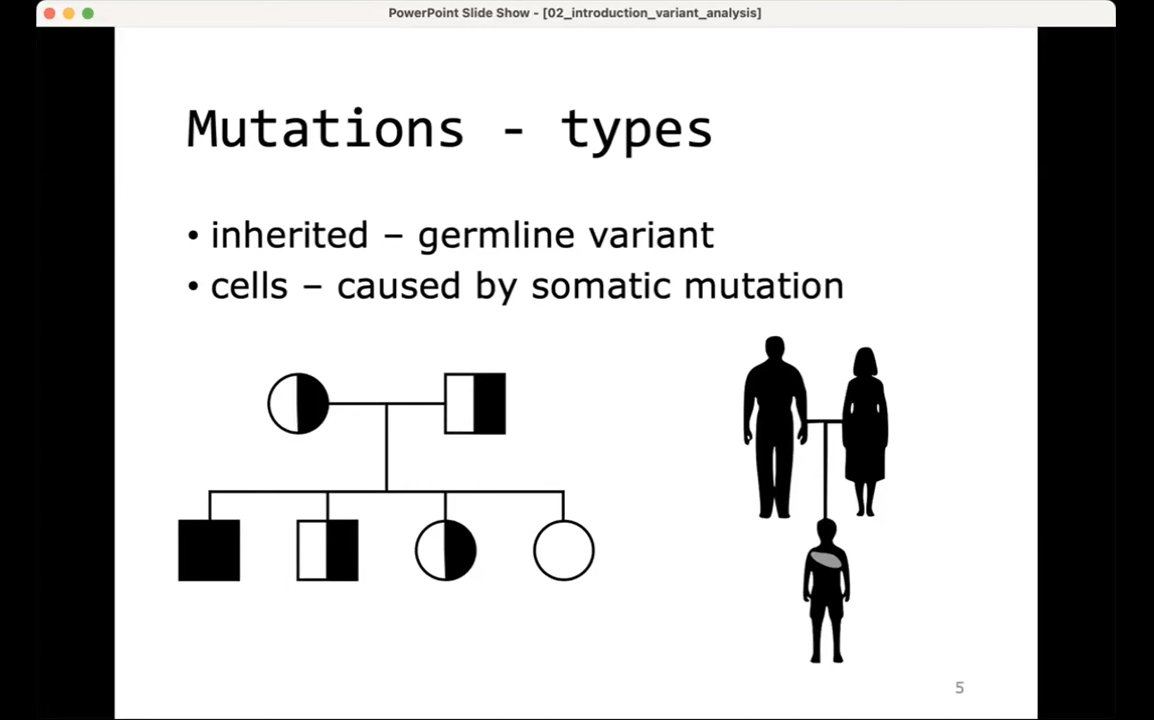 PowerPoint Slide Show - [02_introduction_variant_analysis]
Mutations - types
• inherited – germline variant
• cells – caused by somatic mutation
5